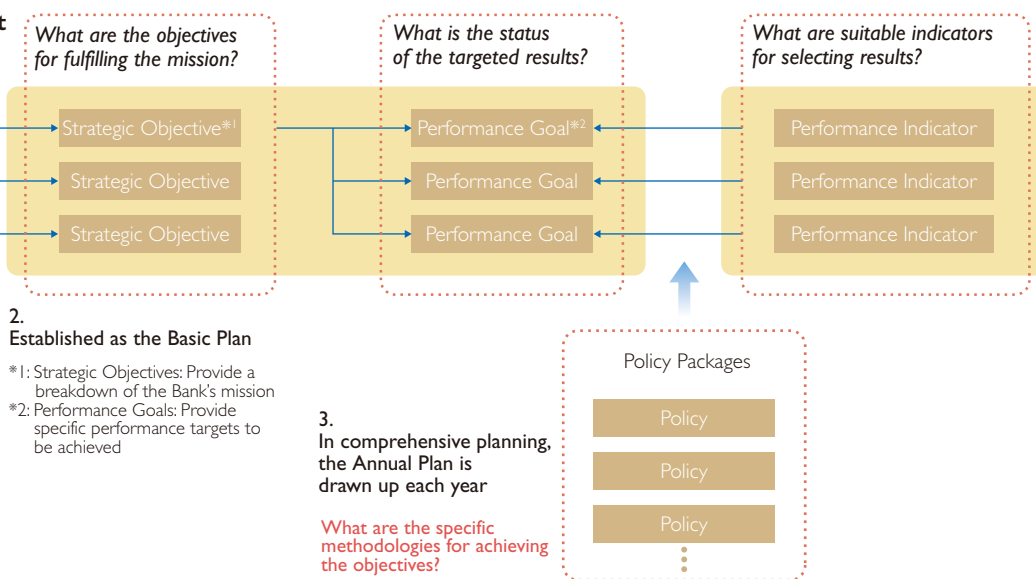 t
What are the objectives
for fulfilling the mission?
What is the status
of the targeted results?
What are suitable indicators
for selecting results?
Strategic Objective*1
Performance Goal*2
Performance Indicator
Strategic Objective
Performance Goal
Performance Indicator
Strategic Objective
Performance Goal
Performance Indicator
2.
Established as the Basic Plan
*1: Strategic Objectives: Provide a
breakdown of the Bank's mission
*2: Performance Goals: Provide
specific performance targets to
be achieved
3.
In comprehensive planning,
the Annual Plan is
drawn up each year
What are the specific
methodologies for achieving
the objectives?
Policy Packages
Policy
Policy
Policy